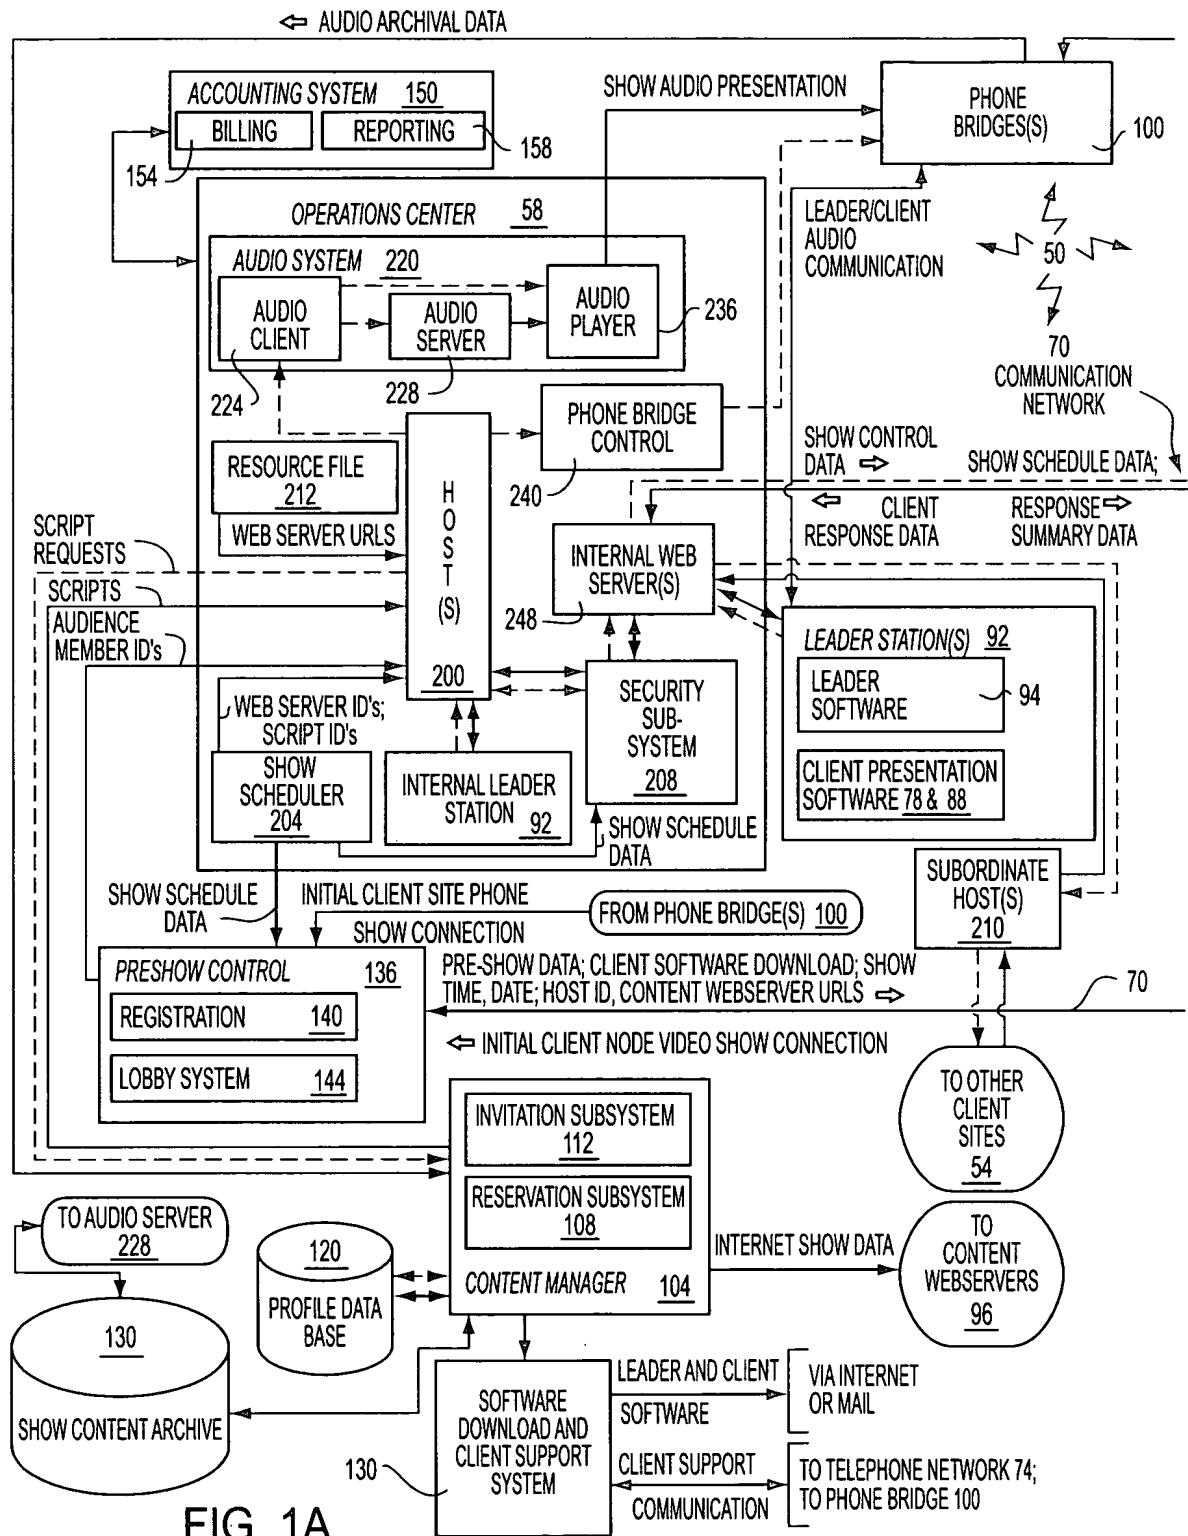 AUDIO ARCHIVAL DATA
ACCOUNTING SYSTEM 150
BILLING
REPORTING
154
158
SHOW AUDIO PRESENTATION
PHONE
BRIDGES(S)
100
OPERATIONS CENTER 58
AUDIO SYSTEM 220
AUDIO
CLIENT
AUDIO
SERVER
AUDIO
PLAYER
236
224
228
LEADER/CLIENT
AUDIO
COMMUNICATION
50
70
COMMUNICATION
NETWORK
PHONE BRIDGE
CONTROL
240
RESOURCE FILE
212
WEB SERVER URLS
HOST(S)
200
SHOW CONTROL
DATA
SHOW SCHEDULE DATA;
CLIENT
RESPONSE DATA
RESPONSE
SUMMARY DATA
SCRIPT
REQUESTS
SCRIPTS
AUDIENCE
MEMBER ID's
INTERNAL WEB
SERVER(S)
248
LEADER STATION(S) 92
LEADER
SOFTWARE
94
CLIENT PRESENTATION
SOFTWARE 78 & 88
WEB SERVER ID's;
SCRIPT ID's
SHOW
SCHEDULER
204
INTERNAL LEADER
STATION 92
SECURITY
SUB-
SYSTEM
208
SHOW SCHEDULE
DATA
SUBORDINATE
HOST(S)
210
SHOW SCHEDULE
DATA
INITIAL CLIENT SITE PHONE
SHOW CONNECTION
FROM PHONE BRIDGE(S) 100
PRESHOW CONTROL 136
REGISTRATION 140
LOBBY SYSTEM 144
PRE-SHOW DATA; CLIENT SOFTWARE DOWNLOAD; SHOW
TIME, DATE; HOST ID, CONTENT WEBSERVER URLS
70
INITIAL CLIENT NODE VIDEO SHOW CONNECTION
TO OTHER
CLIENT
SITES
54
INVITATION SUBSYSTEM
112
RESERVATION SUBSYSTEM
108
CONTENT MANAGER 104
INTERNET SHOW DATA
TO
CONTENT
WEBSERVERS
96
TO AUDIO SERVER
228
120
PROFILE DATA
BASE
130
SHOW CONTENT ARCHIVE
SOFTWARE
DOWNLOAD AND
CLIENT SUPPORT
SYSTEM
130
LEADER AND CLIENT
SOFTWARE
VIA INTERNET
OR MAIL
CLIENT SUPPORT
COMMUNICATION
TO TELEPHONE NETWORK 74;
TO PHONE BRIDGE 100
FIG. 1A